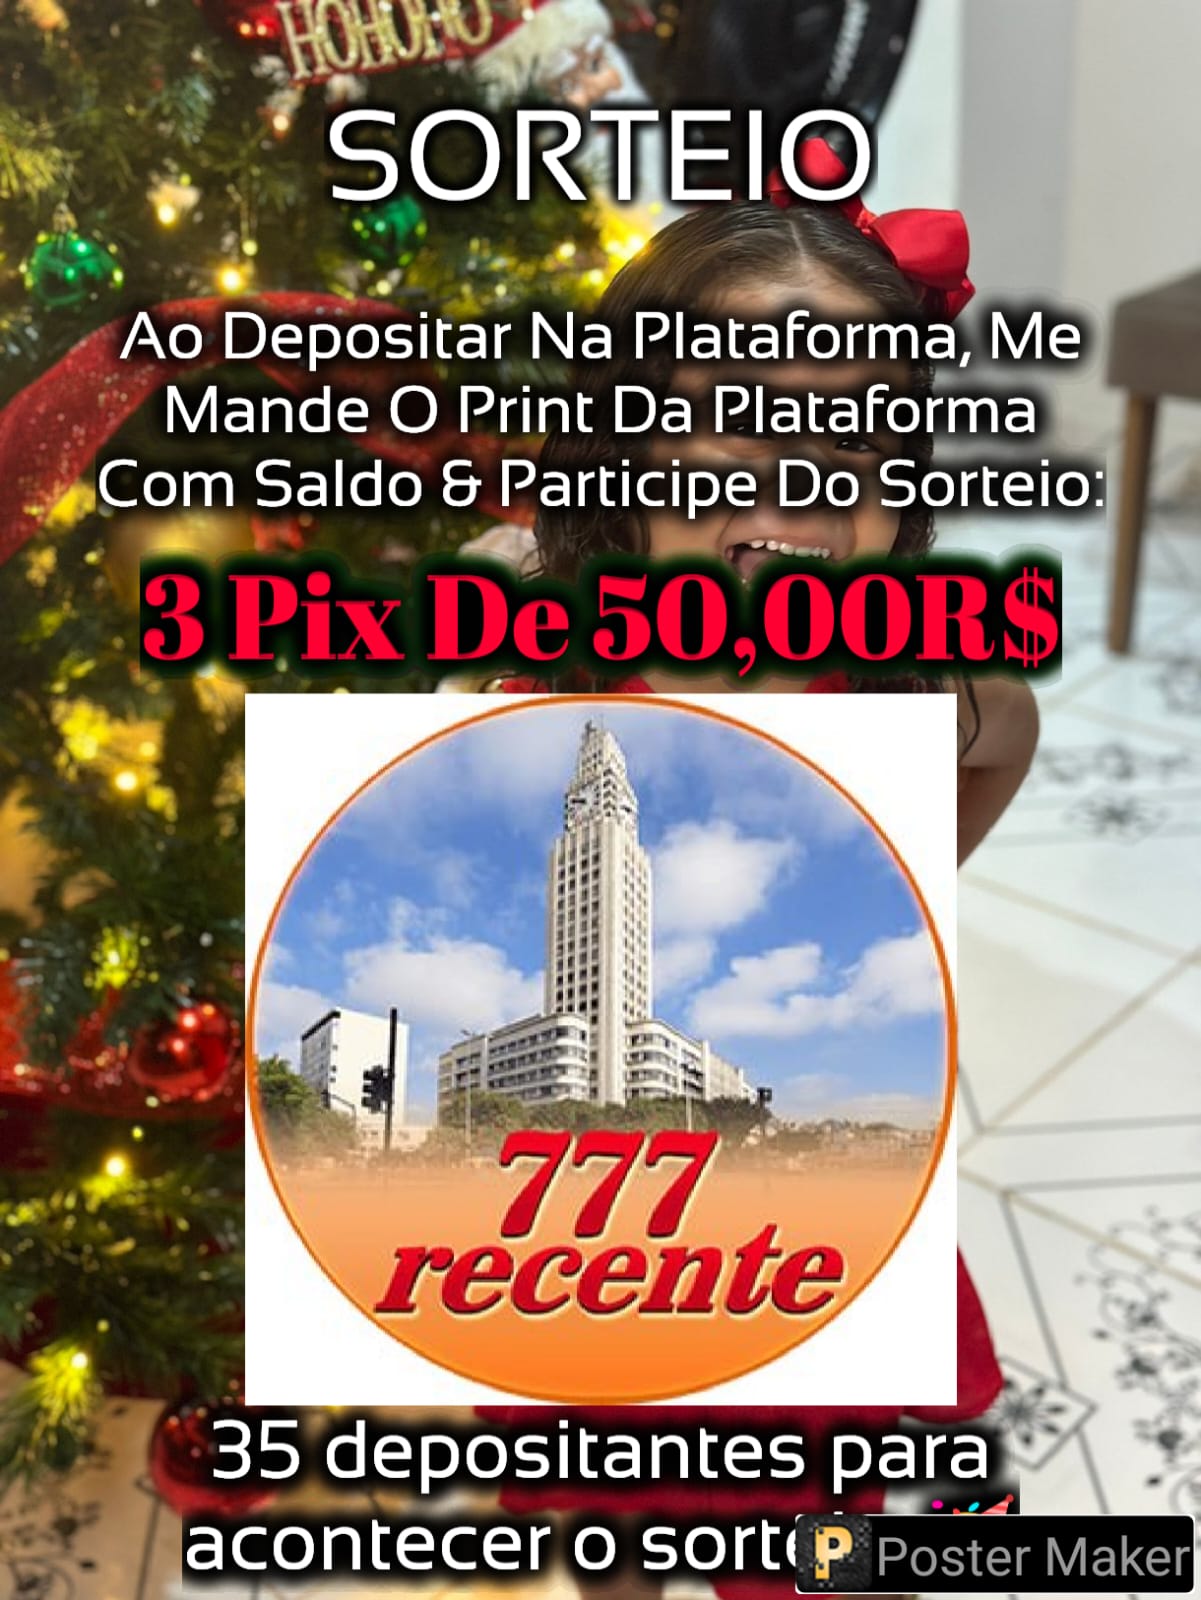 HOHOHO
SORTEIO
Ao Depositar Na Plataforma, Me
Mande O Print Da Plataforma
Com Saldo & Participe Do Sorteio:
3 Pix De 50,00R$
777
recente
35 depositantes para
acontecer o
P Poster Maker